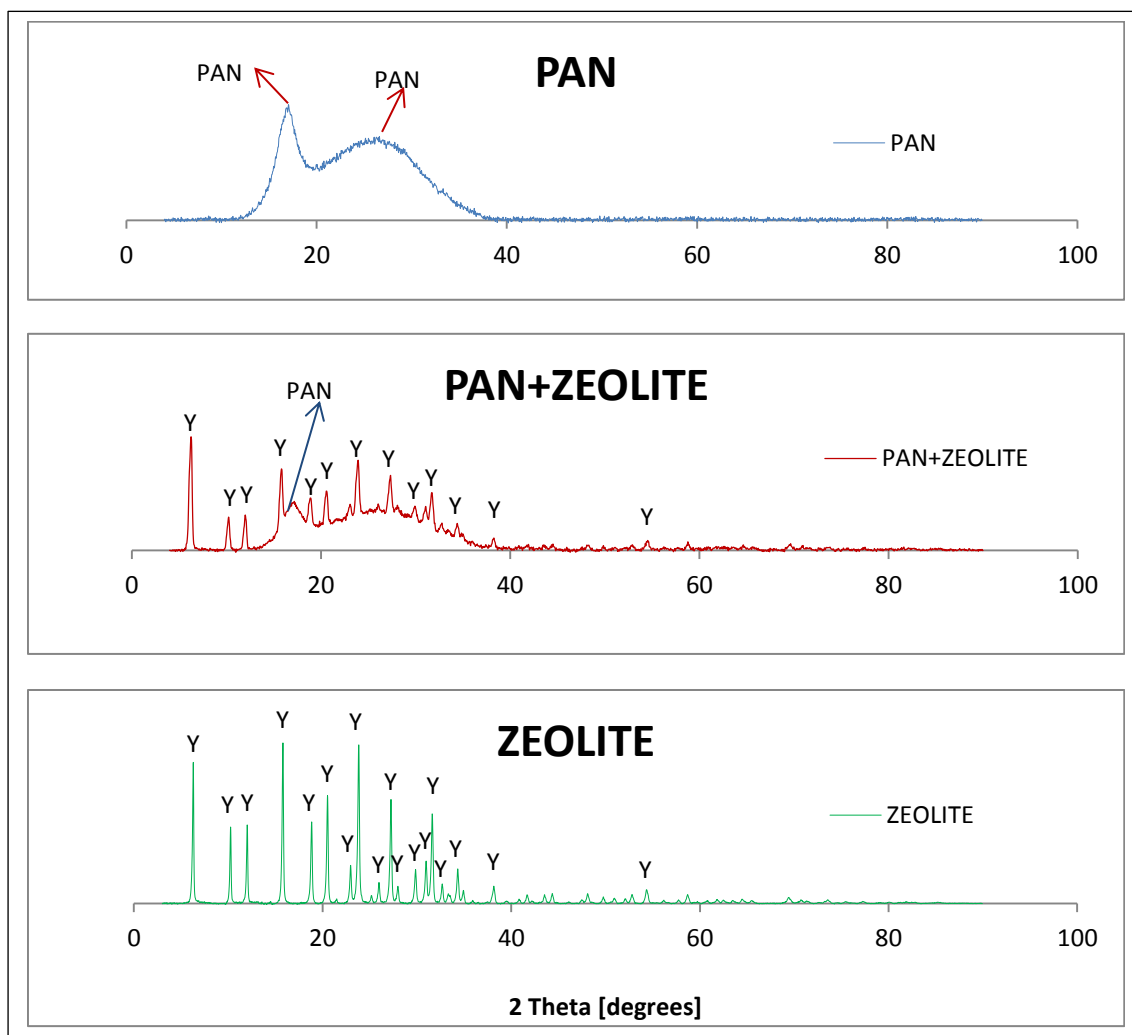 PAN
PAN PAN
PAN
0 20 40 60 80 100
PAN+ZEOLITE
PAN
Y Y Y Y Y Y Y Y Y Y Y Y Y
PAN+ZEOLITE
0 20 40 60 80 100
ZEOLITE
Y Y Y Y Y Y Y Y Y Y Y Y Y Y Y Y Y Y
ZEOLITE
0 20 40 60 80 100
2 Theta [degrees]